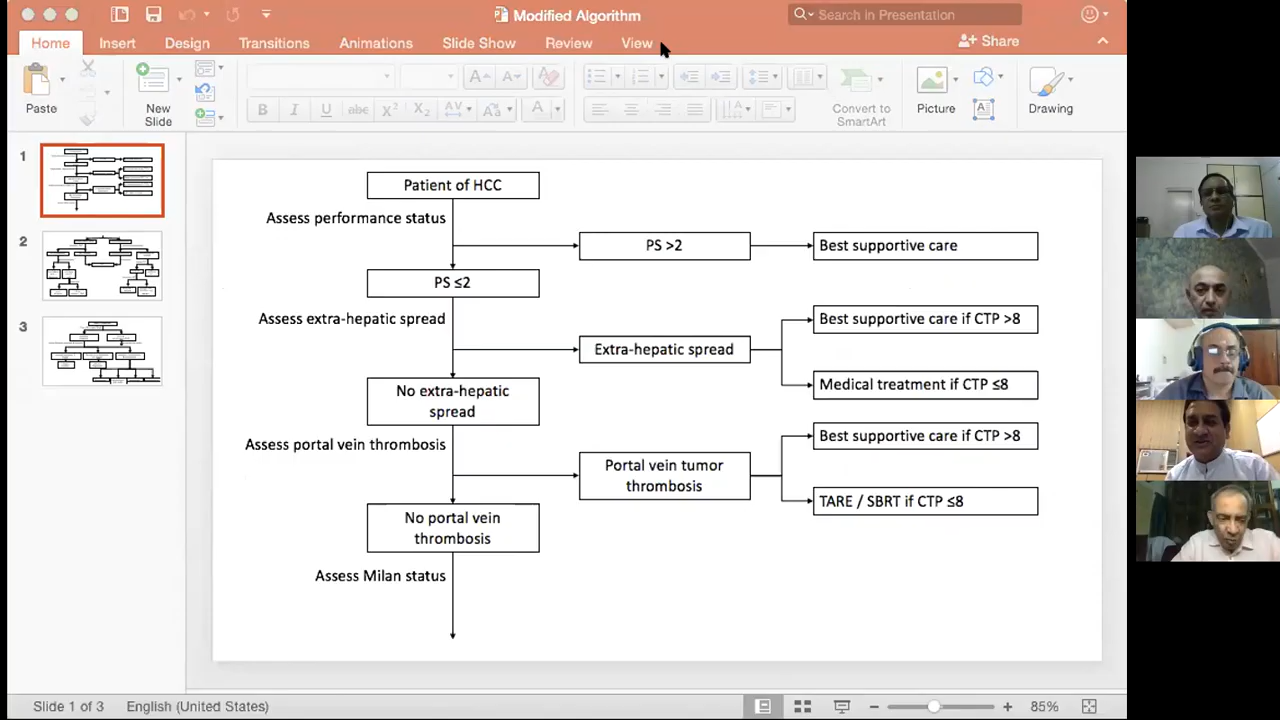 Modified Algorithm
Search in Presentation
Home
Insert
Design
Transitions
Animations
Slide Show
Review
View
Share
Paste
New
Slide
B
I
U
abc
X²
X₂
AV
Aa
A
Convert to
SmartArt
Picture
A
Drawing
1
2
3
Patient of HCC
Assess performance status
PS >2
Best supportive care
PS ≤2
Assess extra-hepatic spread
Best supportive care if CTP >8
Extra-hepatic spread
Medical treatment if CTP ≤8
No extra-hepatic
spread
Assess portal vein thrombosis
Best supportive care if CTP >8
Portal vein tumor
thrombosis
TARE / SBRT if CTP ≤8
No portal vein
thrombosis
Assess Milan status
Slide 1 of 3
English (United States)
85%